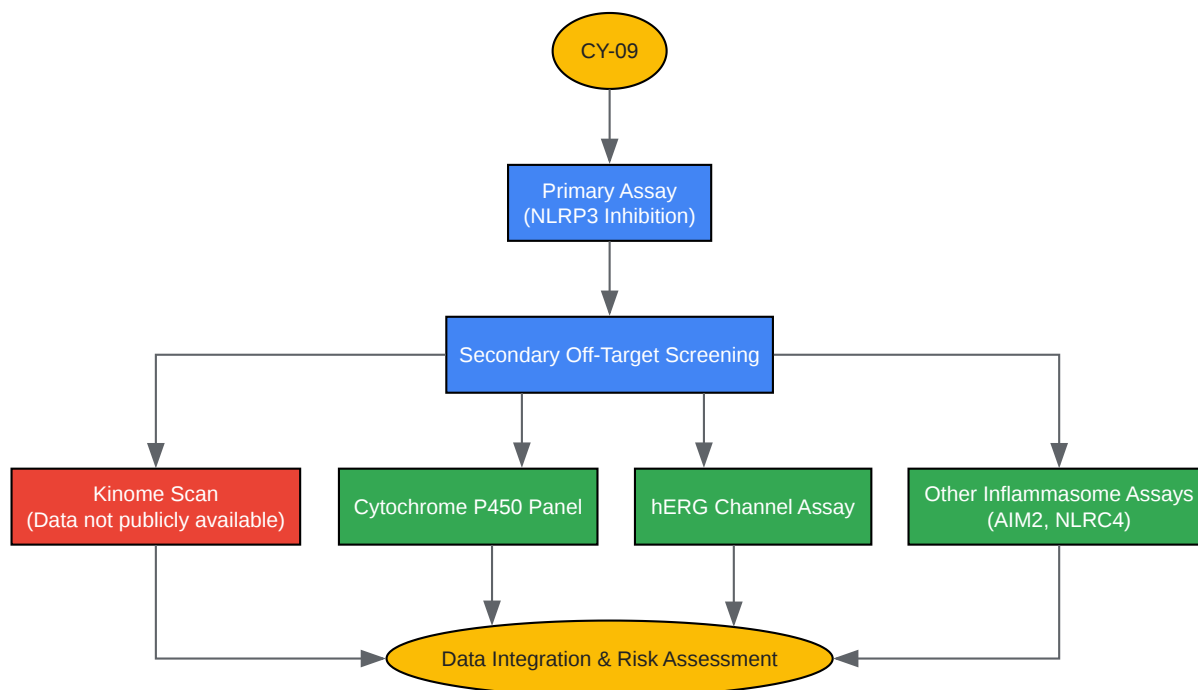 CY-09
Primary Assay
(NLRP3 Inhibition)
Secondary Off-Target Screening
Kinome Scan
(Data not publicly available)
Cytochrome P450 Panel
hERG Channel Assay
Other Inflammasome Assays
(AIM2, NLRC4)
Data Integration & Risk Assessment